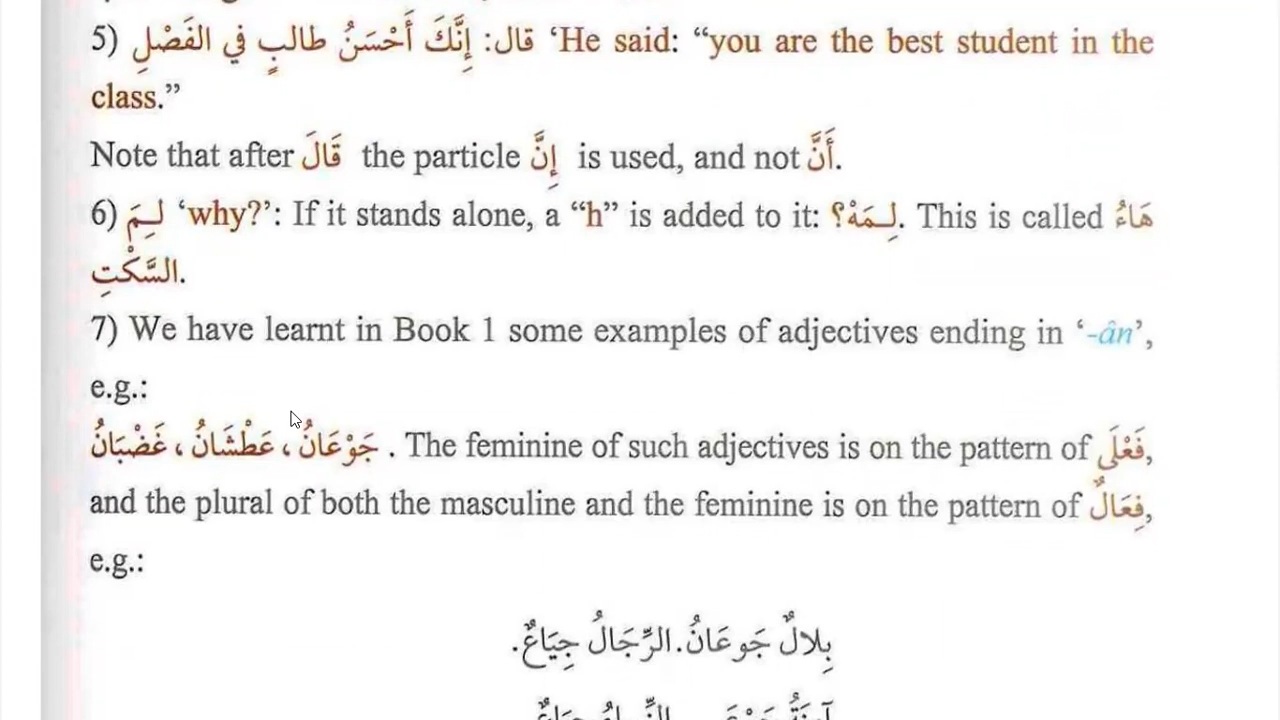 5) قال: إِنَّكَ أَحْسَنُ طالبٍ في الفَصْلِ ‘He said: “you are the best student in the
class.”
Note that after قَالَ the particle إِنَّ is used, and not أَنَّ.
6) لِـمَ ‘why?’: If it stands alone, a “h” is added to it: لِـمَهْ؟. This is called هَاءُ
السَّكْتِ.
7) We have learnt in Book 1 some examples of adjectives ending in ‘-ân’,
e.g.:
جَوْعَانُ، عَطْشَانُ، غَضْبَانُ . The feminine of such adjectives is on the pattern of فَعْلَى,
and the plural of both the masculine and the feminine is on the pattern of فِعَالٌ,
e.g.:
بِلالٌ جَوعَانُ. الرِّجَالُ جِيَاعٌ.